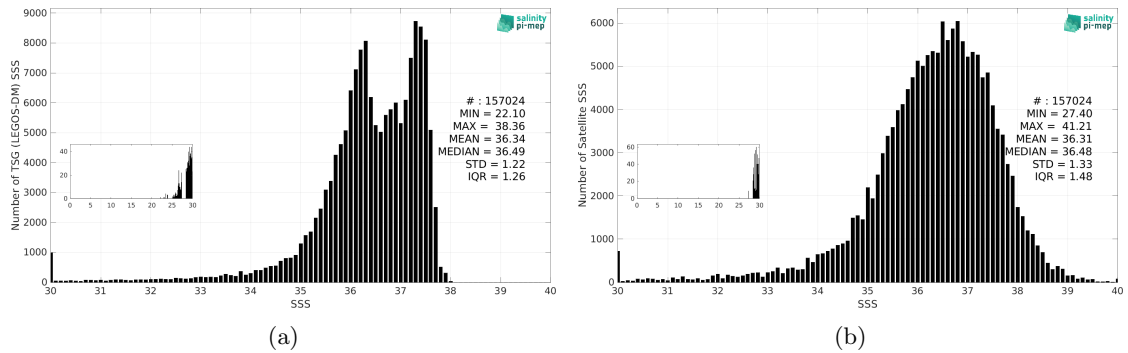 salinity
pi-mep
Number of TSG (LEGOS-DM) SSS
9000
8000
7000
6000
5000
4000
3000
2000
1000
0
# : 157024
MIN = 22.10
MAX = 38.36
MEAN = 36.34
MEDIAN = 36.49
STD = 1.22
IQR = 1.26
40
20
0
0 5 10 15 20 25 30
30 31 32 33 34 35 36 37 38 39 40
SSS
(a)
salinity
pi-mep
Number of Satellite SSS
6000
5000
4000
3000
2000
1000
0
# : 157024
MIN = 27.40
MAX = 41.21
MEAN = 36.31
MEDIAN = 36.48
STD = 1.33
IQR = 1.48
60
40
20
0
0 5 10 15 20 25 30
30 31 32 33 34 35 36 37 38 39 40
SSS
(b)